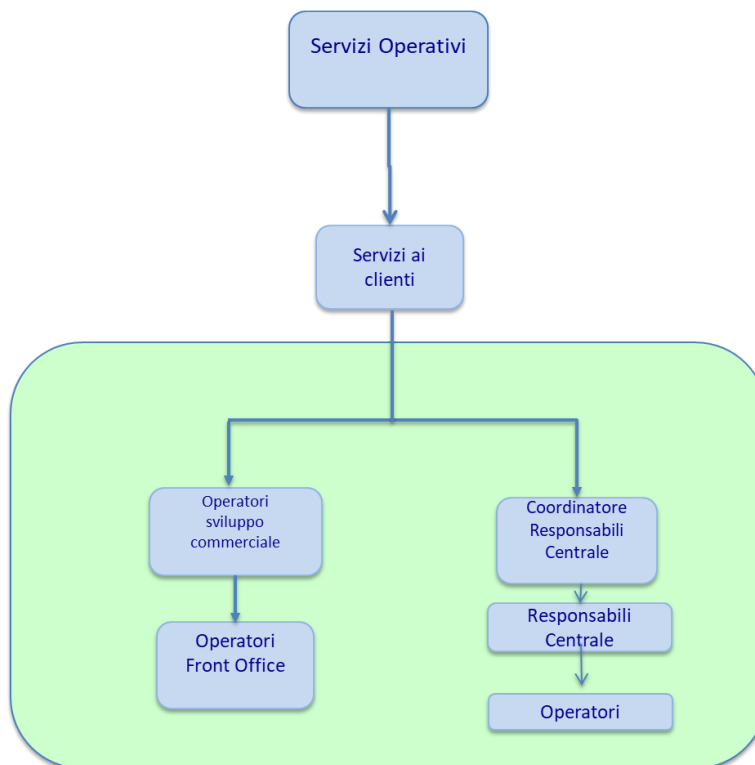 Servizi Operativi
Servizi ai
clienti
Operatori
sviluppo
commerciale
Operatori
Front Office
Coordinatore
Responsabili
Centrale
Responsabili
Centrale
Operatori